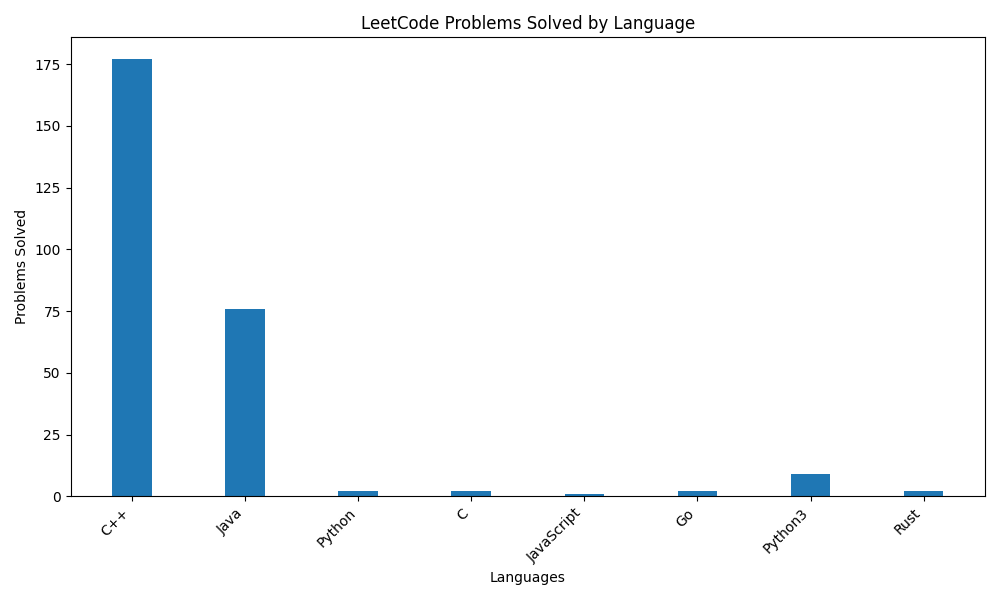 LeetCode Problems Solved by Language
Problems Solved
175
150
125
100
75
50
25
0
C++
Java
Python
C
JavaScript
Go
Python3
Rust
Languages